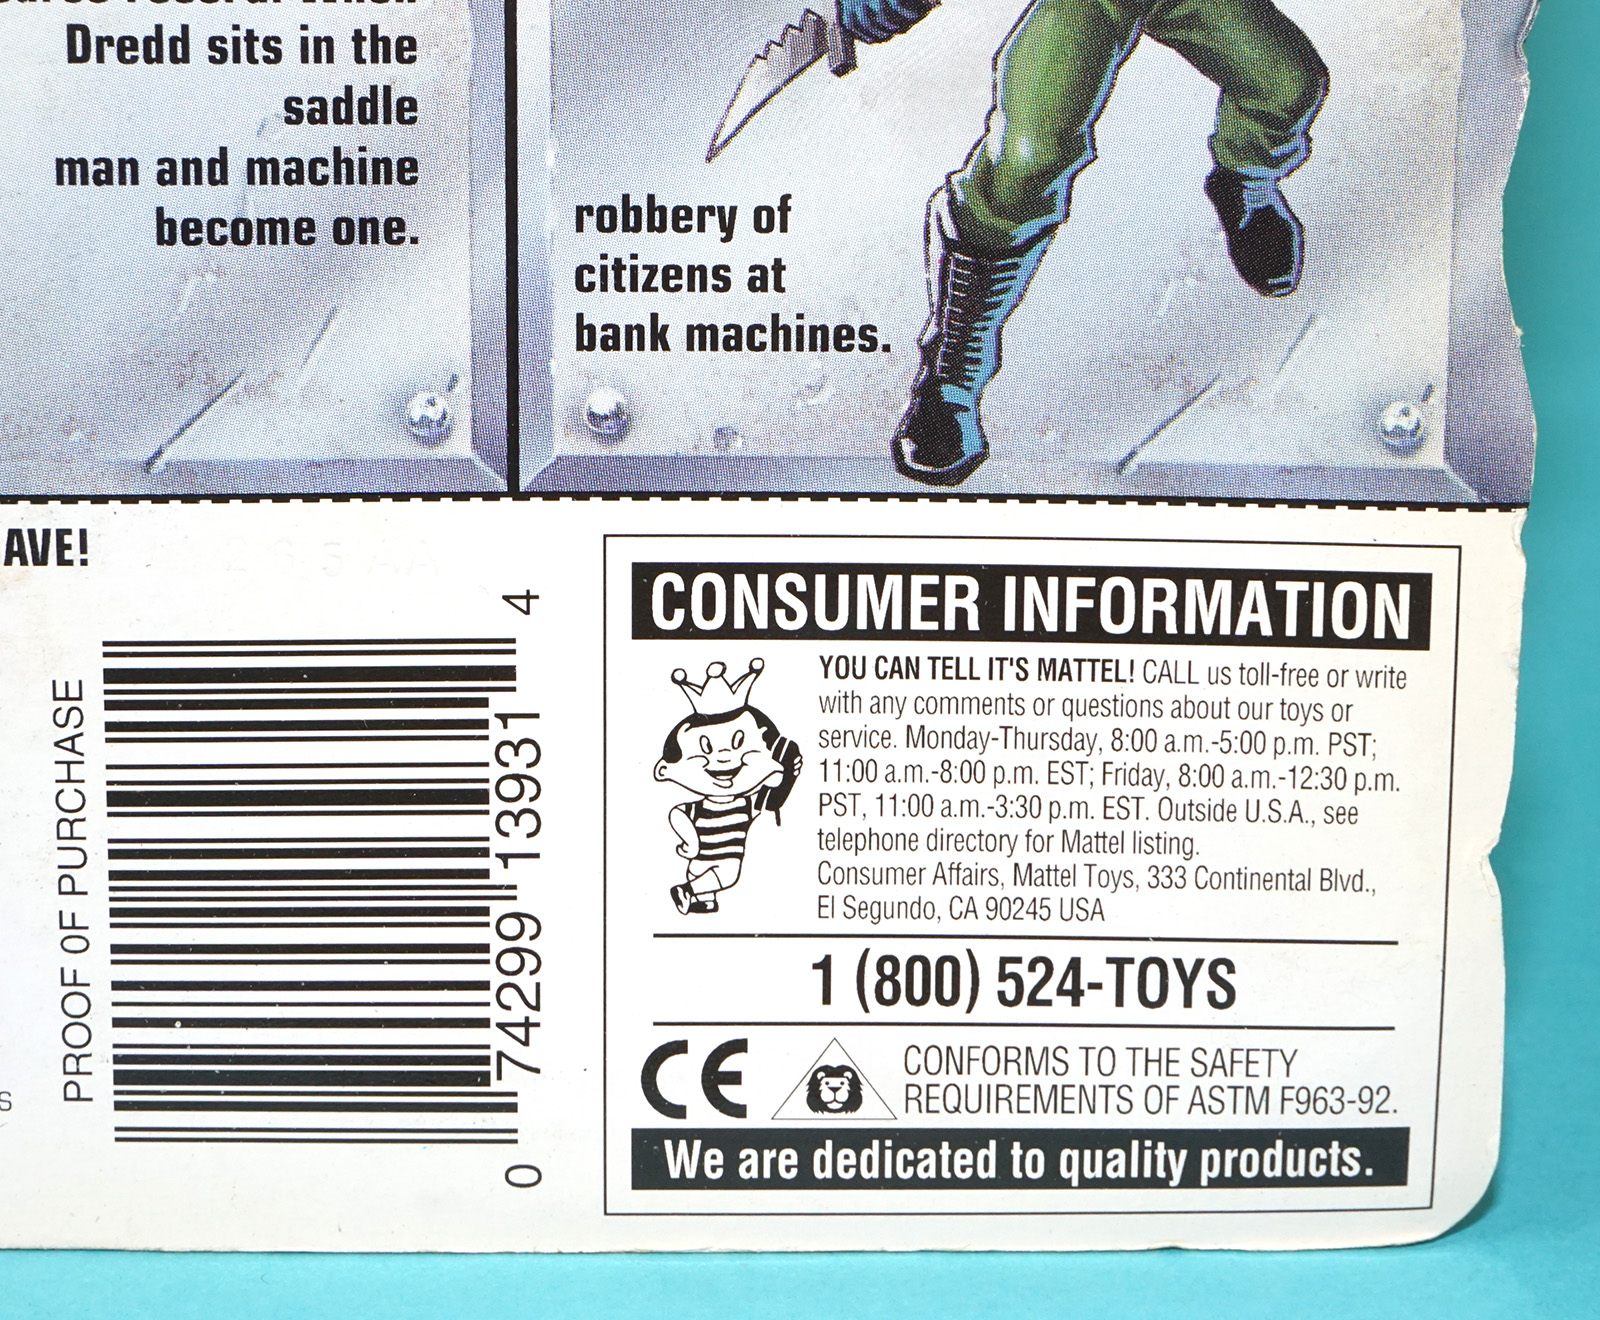 Dredd sits in the
saddle
man and machine
become one.
robbery of
citizens at
bank machines.
AVE!
PROOF OF PURCHASE
0 74299 13931 4
S
CONSUMER INFORMATION
YOU CAN TELL IT'S MATTEL! CALL us toll-free or write
with any comments or questions about our toys or
service. Monday-Thursday, 8:00 a.m.-5:00 p.m. PST;
11:00 a.m.-8:00 p.m. EST; Friday, 8:00 a.m.-12:30 p.m.
PST, 11:00 a.m.-3:30 p.m. EST. Outside U.S.A., see
telephone directory for Mattel listing.
Consumer Affairs, Mattel Toys, 333 Continental Blvd.,
El Segundo, CA 90245 USA
1 (800) 524-TOYS
CE
CONFORMS TO THE SAFETY
REQUIREMENTS OF ASTM F963-92.
We are dedicated to quality products.